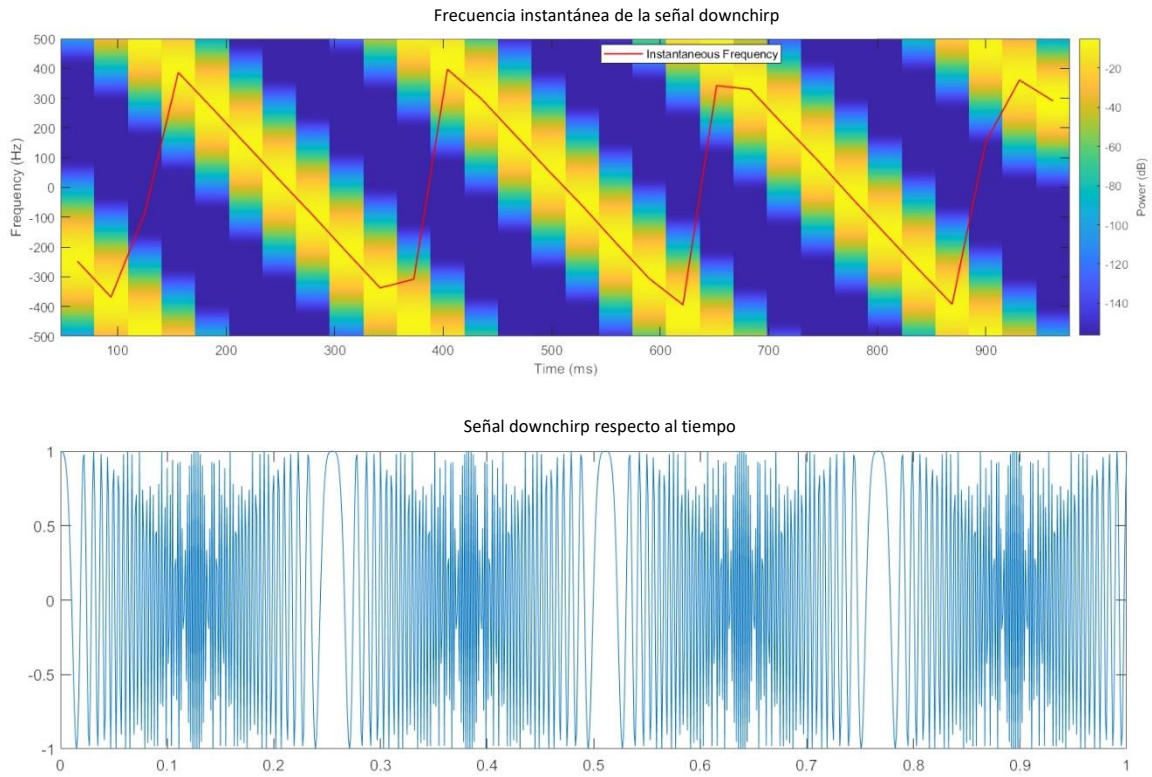 Frecuencia instantánea de la señal downchirp
500
400
300
200
100
0
-100
-200
-300
-400
-500
Frequency (Hz)
Instantaneous Frequency
100 200 300 400 500 600 700 800 900
Time (ms)
-20
-40
-60
-80
-100
-120
-140
Power (dB)
Señal downchirp respecto al tiempo
1
0.5
0
-0.5
-1
0 0.1 0.2 0.3 0.4 0.5 0.6 0.7 0.8 0.9 1